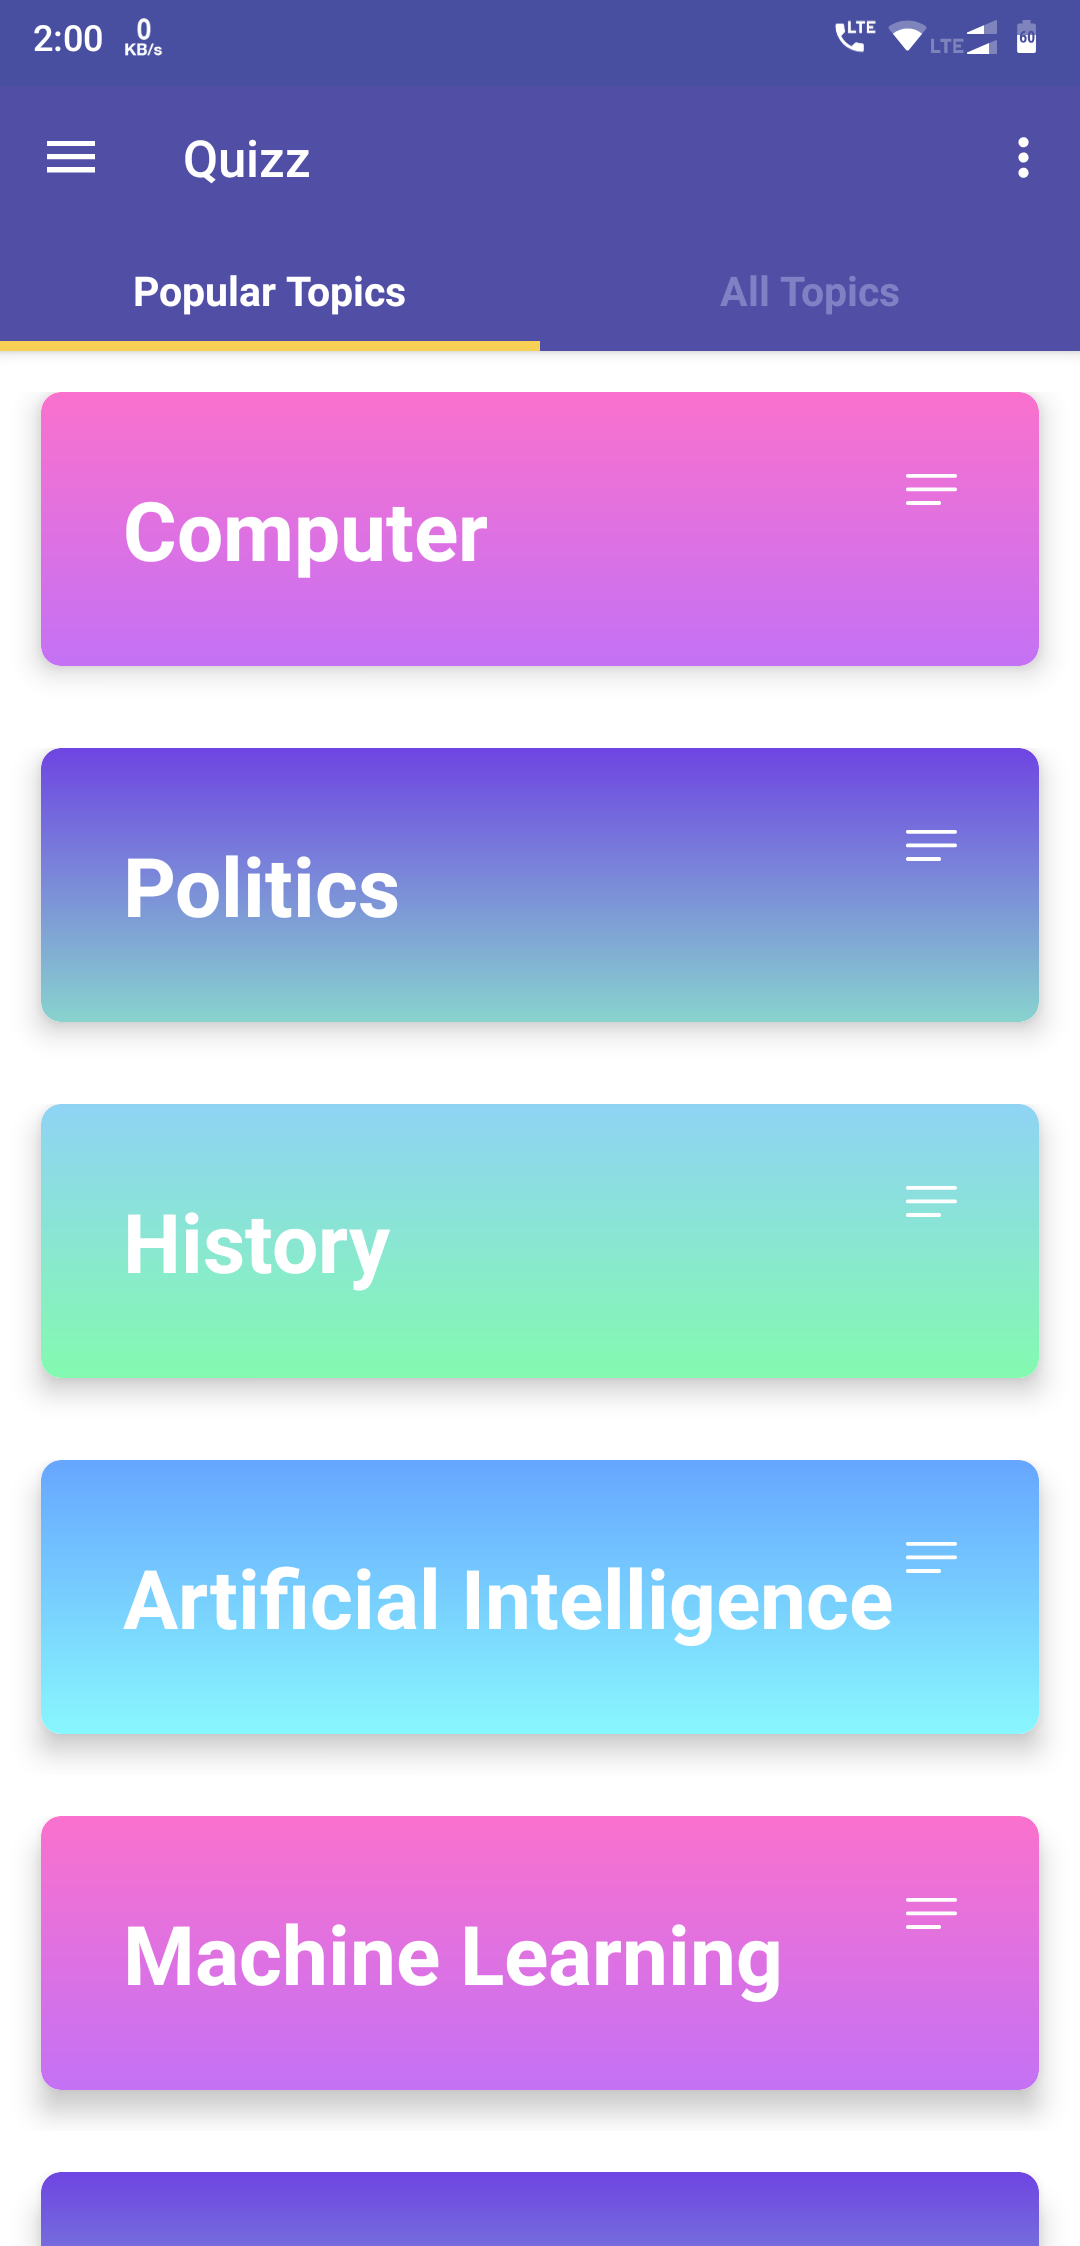 2:00 0 KB/s LTE LTE 60
Quizz
Popular Topics All Topics
Computer
Politics
History
Artificial Intelligence
Machine Learning